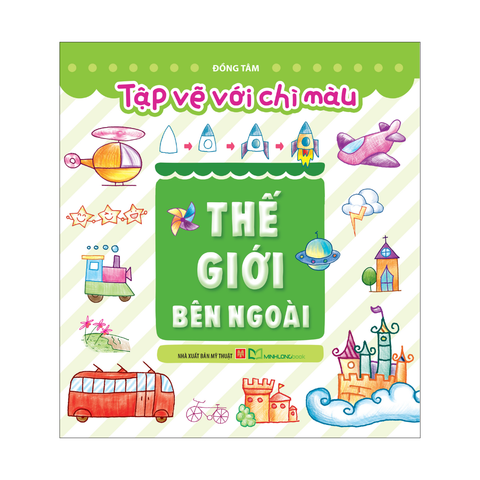 ĐỒNG TÂM
Tập vẽ với chì màu
THẾ
GIỚI
BÊN NGOÀI
NHÀ XUẤT BẢN MỸ THUẬT
MINHLONGbook